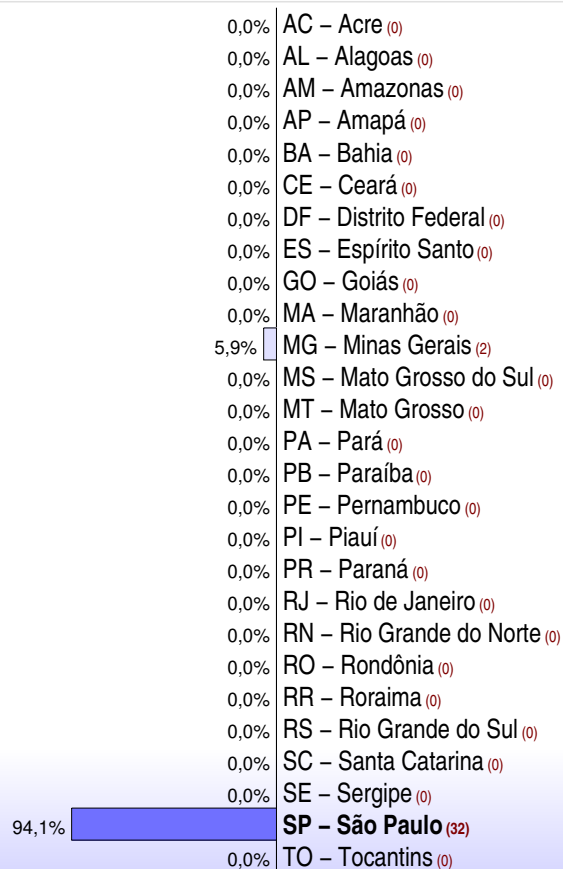 0,0% AC – Acre (0)
0,0% AL – Alagoas (0)
0,0% AM – Amazonas (0)
0,0% AP – Amapá (0)
0,0% BA – Bahia (0)
0,0% CE – Ceará (0)
0,0% DF – Distrito Federal (0)
0,0% ES – Espírito Santo (0)
0,0% GO – Goiás (0)
0,0% MA – Maranhão (0)
5,9% MG – Minas Gerais (2)
0,0% MS – Mato Grosso do Sul (0)
0,0% MT – Mato Grosso (0)
0,0% PA – Pará (0)
0,0% PB – Paraíba (0)
0,0% PE – Pernambuco (0)
0,0% PI – Piauí (0)
0,0% PR – Paraná (0)
0,0% RJ – Rio de Janeiro (0)
0,0% RN – Rio Grande do Norte (0)
0,0% RO – Rondônia (0)
0,0% RR – Roraima (0)
0,0% RS – Rio Grande do Sul (0)
0,0% SC – Santa Catarina (0)
0,0% SE – Sergipe (0)
94,1% SP – São Paulo (32)
0,0% TO – Tocantins (0)